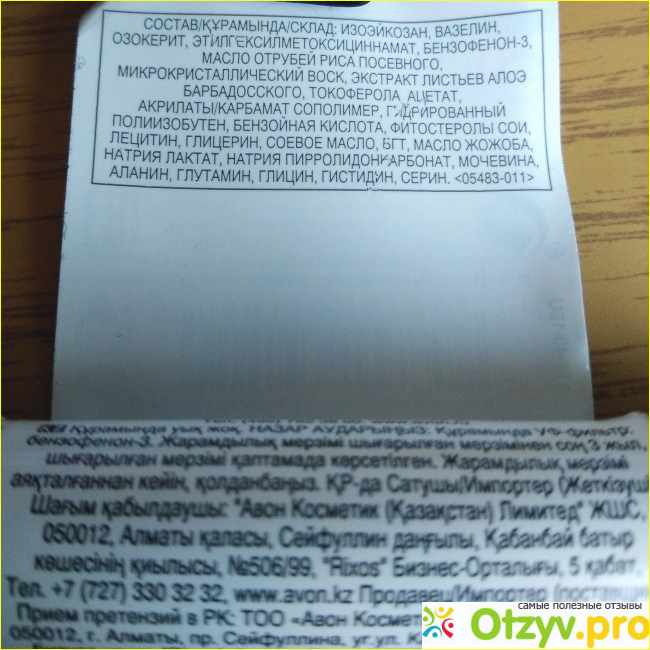 СОСТАВ/ҚҰРАМЫНДА/СКЛАД: ИЗОЭЙКОЗАН, ВАЗЕЛИН,
ОЗОКЕРИТ, ЭТИЛГЕКСИЛМЕТОКСИЦИННАМАТ, БЕНЗОФЕНОН-3,
МАСЛО ОТРУБЕЙ РИСА ПОСЕВНОГО,
МИКРОКРИСТАЛЛИЧЕСКИЙ ВОСК, ЭКСТРАКТ ЛИСТЬЕВ АЛОЭ
БАРБАДОССКОГО, ТОКОФЕРОЛА АЦЕТАТ,
АКРИЛАТЫ/КАРБАМАТ СОПОЛИМЕР, ГИДРИРОВАННЫЙ
ПОЛИИЗОБУТЕН, БЕНЗОЙНАЯ КИСЛОТА, ФИТОСТЕРОЛЫ СОИ,
ЛЕЦИТИН, ГЛИЦЕРИН, СОЕВОЕ МАСЛО, БГТ, МАСЛО ЖОЖОБА,
НАТРИЯ ЛАКТАТ, НАТРИЯ ПИРРОЛИДОНКАРБОНАТ, МОЧЕВИНА,
АЛАНИН, ГЛУТАМИН, ГЛИЦИН, ГИСТИДИН, СЕРИН. <05483-011>
Құрамында уық жоқ. НАЗАР АУДАРЫҢЫЗ: Құрамында УФ-фильтр,
бензофенон-3. Жарамдылық мерзімі шығарылған мерзімінен соң 3 жыл,
шығарылған мерзімі қаптамада көрсетілген. Жарамдылық мерзімі
аяқталғаннан кейін, қолданбаңыз. ҚР-да Сатушы/Импортер (Жеткізуші
Шағым қабылдаушы: "Авон Косметик (Қазақстан) Лимитед" ЖШС,
050012, Алматы қаласы, Сейфуллин даңғылы, Қабанбай батыр
көшесінің қиылысы, №506/99, "Rixos" Бизнес-Орталығы, 5 қабат,
Тел. +7 (727) 330 32 32, www.avon.kz Продавец/Импортер (поставщик
Прием претензий в РК: ТОО «Авон Космет
050012, г. Алматы, пр. Сейфуллина, уг.ул. Ка
самые полезные отзывы
Otzyv.pro